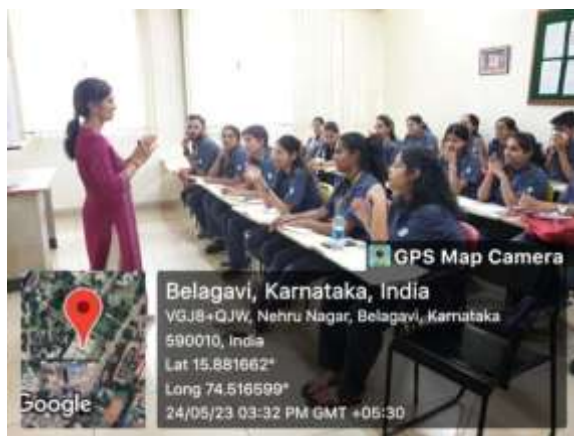 GPS Map Camera
Belagavi, Karnataka, India
VGJ8+QJW, Nehru Nagar, Belagavi, Karnataka
590010, India
Lat 15.881662°
Long 74.516599°
24/05/23 03:32 PM GMT +05:30
Google